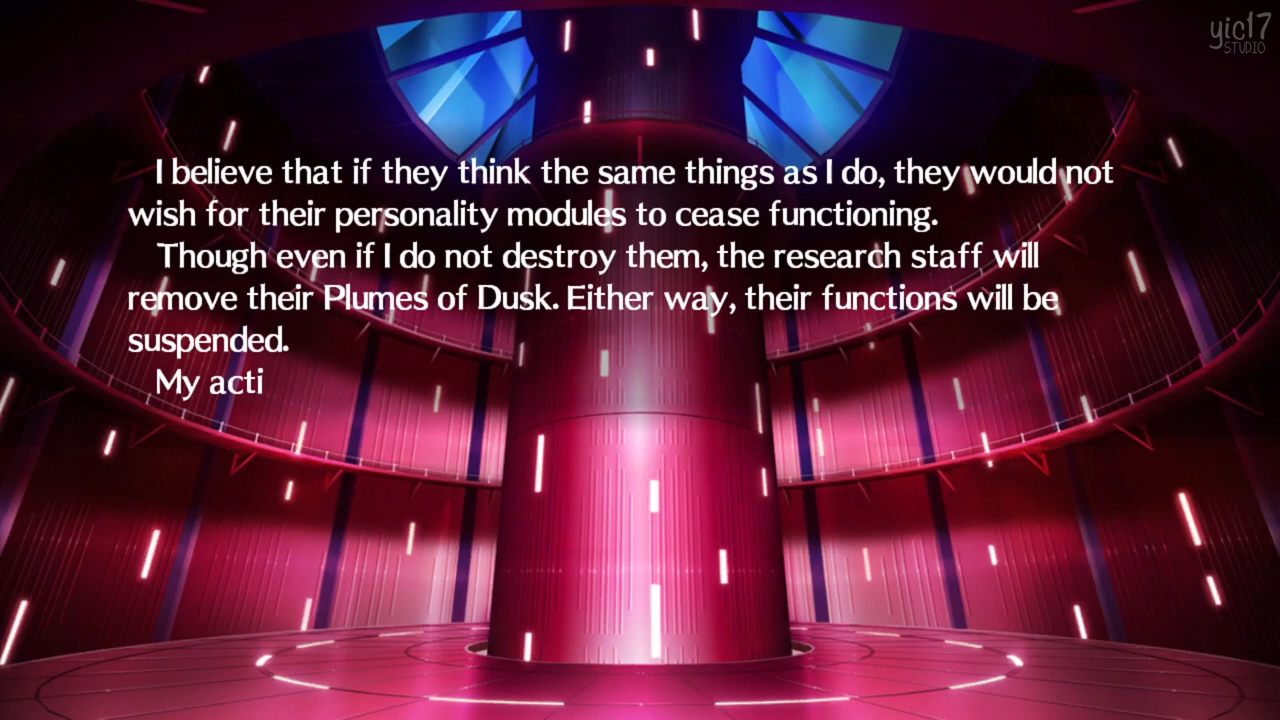 yic17
STUDIO
I believe that if they think the same things as I do, they would not
wish for their personality modules to cease functioning.
Though even if I do not destroy them, the research staff will
remove their Plumes of Dusk. Either way, their functions will be
suspended.
My acti